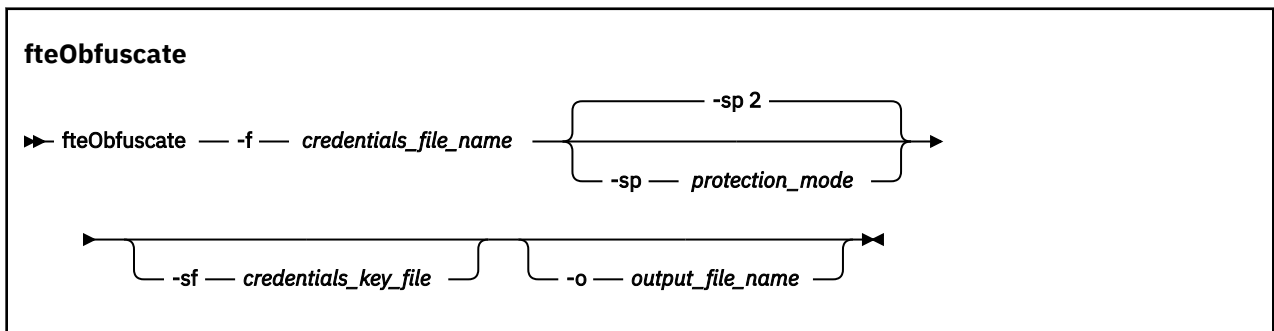 fteObfuscate
-sp 2
fteObfuscate -f credentials_file_name
-sp protection_mode
-sf credentials_key_file -o output_file_name